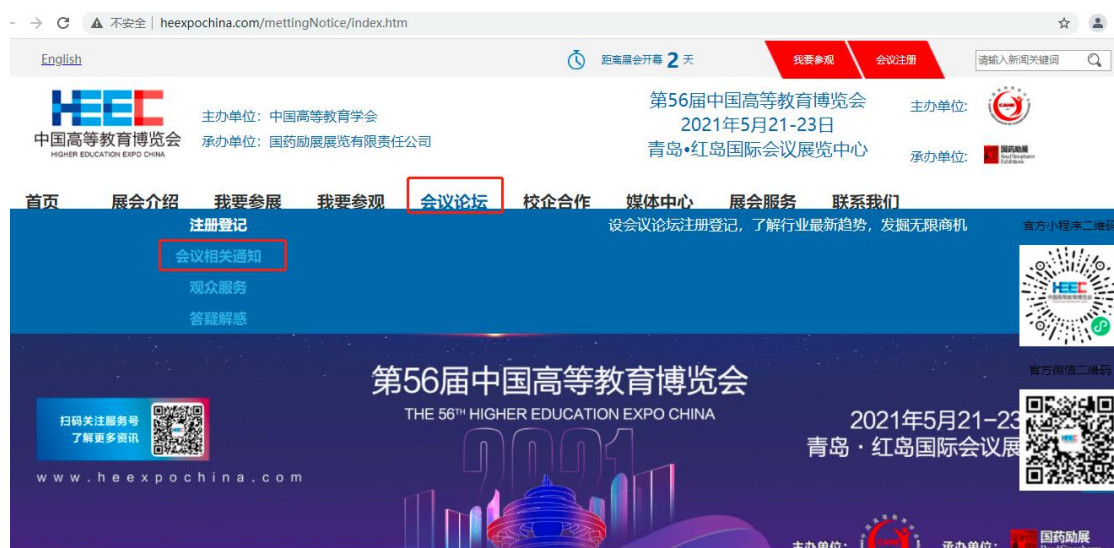 不安全 | heexpochina.com/mettingNotice/index.htm
English
距离展会开幕 2 天
我要参观
会议注册
请输入新闻关键词
HEEC
中国高等教育博览会
HIGHER EDUCATION EXPO CHINA
主办单位：中国高等教育学会
承办单位：国药励展展览有限责任公司
第56届中国高等教育博览会
2021年5月21-23日
青岛•红岛国际会议展览中心
主办单位:
承办单位:
国药励展
首页 展会介绍 我要参展 我要参观 会议论坛 校企合作 媒体中心 展会服务 联系我们
注册登记
设会议论坛注册登记，了解行业最新趋势，发掘无限商机
会议相关通知
观众服务
答疑解惑
官方小程序二维码
HEEC
官方微信二维码
扫码关注服务号
了解更多资讯
www.heexpochina.com
第56届中国高等教育博览会
THE 56TH HIGHER EDUCATION EXPO CHINA
2021
2021年5月21-23
青岛 · 红岛国际会议展
主办单位:
承办单位:
国药励展